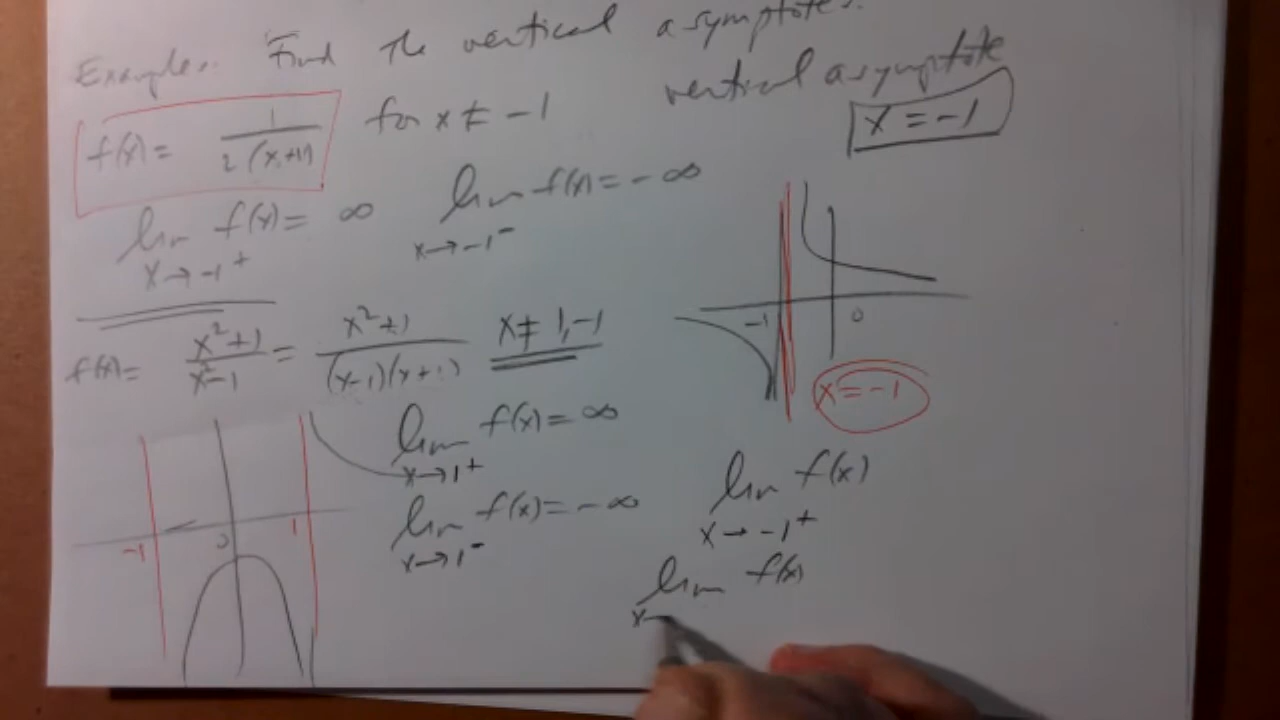 Examples. Find the vertical asymptotes.
f(x) = 1/2(x+1) for x ≠ -1
vertical asymptote
x = -1
lim x→-1+ f(x) = ∞
lim x→-1- f(x) = -∞
-1 0
x = -1
f(x) = x²+1/x²-1 = x²+1/(x-1)(x+1) x ≠ 1, -1
lim x→1+ f(x) = ∞
lim x→1- f(x) = -∞
-1 0 1
lim x→-1+ f(x)
lim x→ f(x)